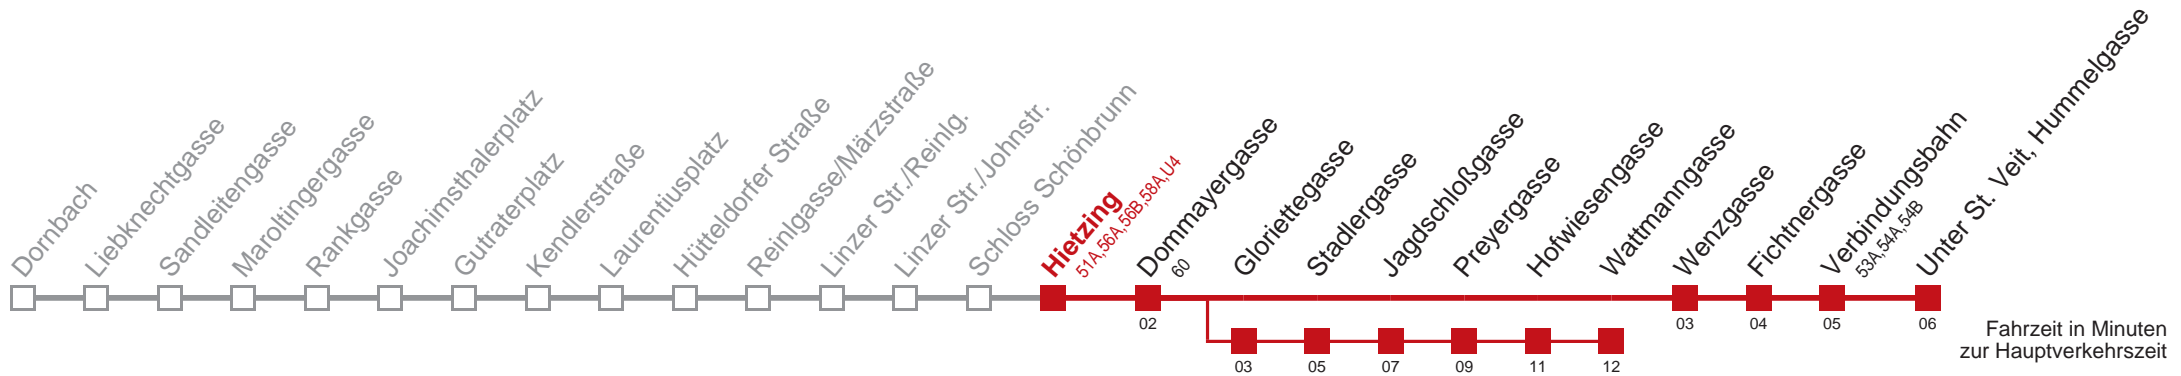 Dornbach
Liebknechtgasse
Sandleitengasse
Maroltingergasse
Rankgasse
Joachimsthalerplatz
Gutraterplatz
Kendlerstraße
Laurentiusplatz
Hütteldorfer Straße
Reinlgasse/Märzstraße
Linzer Str./Reinlg.
Linzer Str./Johnstr.
Schloss Schönbrunn
Hietzing
51A,56A,56B,58A,U4
Dommayergasse
60
Gloriettegasse
Stadlergasse
Jagdschloßgasse
Preyergasse
Hofwiesengasse
Wattmanngasse
Wenzgasse
Fichtnergasse
Verbindungsbahn
53A,54A,54B
Unter St. Veit, Hummelgasse
02
03
04
05
06
03
05
07
09
11
12
Fahrzeit in Minuten
zur Hauptverkehrszeit